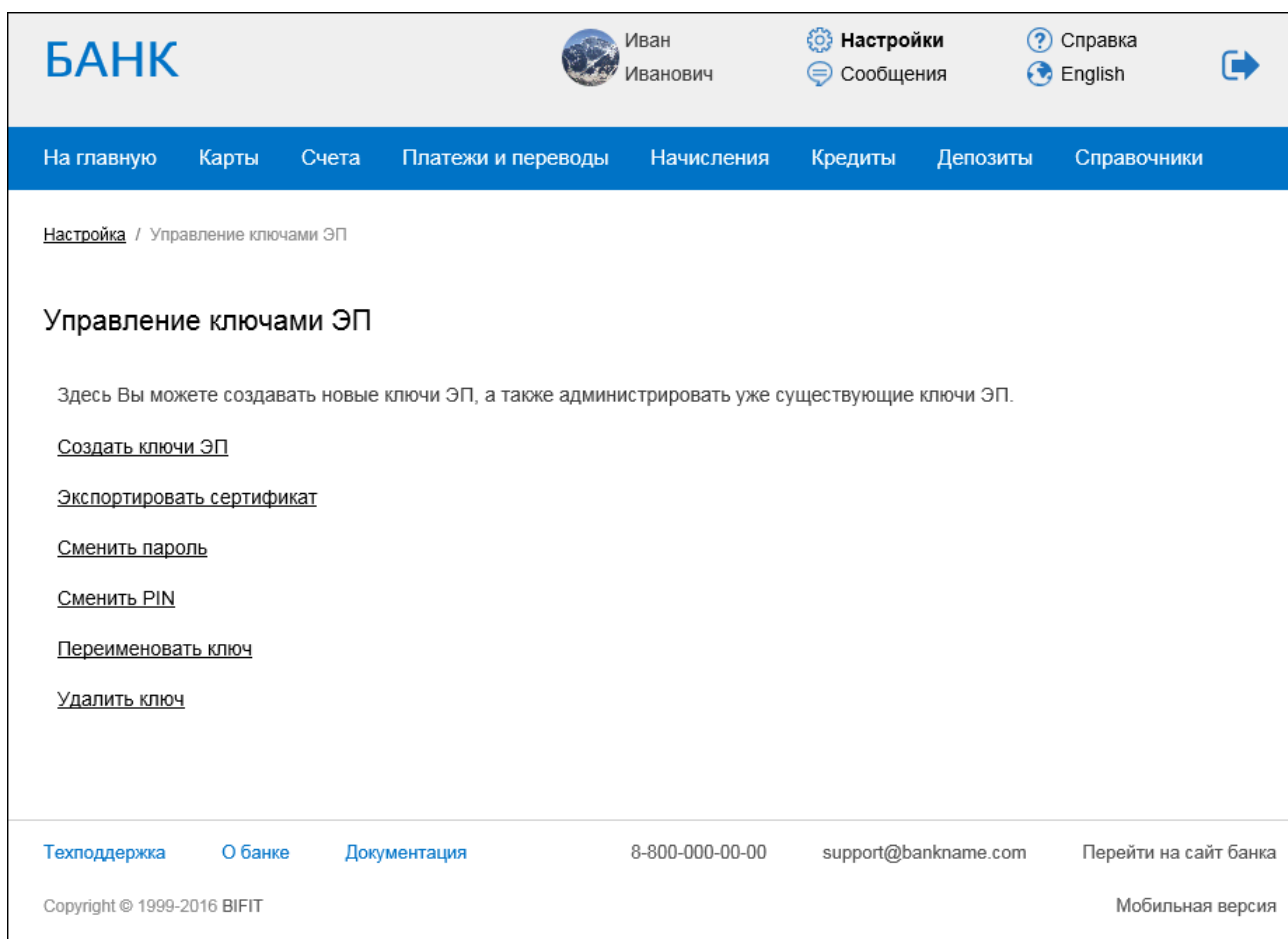 БАНК
Иван
Иванович
Настройки
Сообщения
Справка
English
На главную Карты Счета Платежи и переводы Начисления Кредиты Депозиты Справочники
Настройка / Управление ключами ЭП
Управление ключами ЭП
Здесь Вы можете создавать новые ключи ЭП, а также администрировать уже существующие ключи ЭП.
Создать ключи ЭП
Экспортировать сертификат
Сменить пароль
Сменить PIN
Переименовать ключ
Удалить ключ
Техподдержка О банке Документация 8-800-000-00-00 support@bankname.com Перейти на сайт банка
Copyright © 1999-2016 BIFIT Мобильная версия